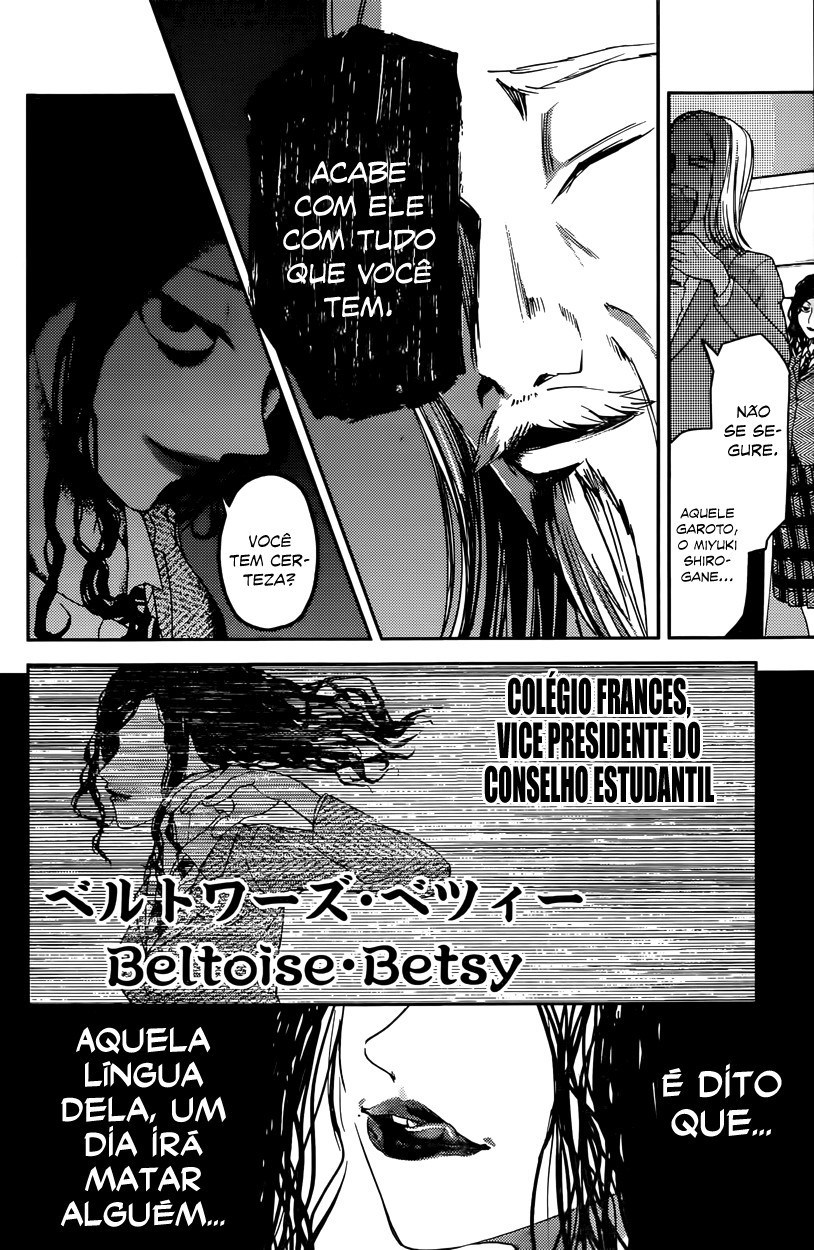 NÃO
SE SE-
GURE.
AQUELE
GAROTO,
O MIYUKI
SHIRO-
GANE...
ACABE
COM ELE
COM TUDO
QUE VOCÊ
TEM.
VOCÊ
TEM CER-
TEZA?
COLÉGIO FRANCES,
VICE PRESIDENTE DO
CONSELHO ESTUDANTIL
ベルトワーズ・ベツィー
Beltoise・Betsy
É DITO
QUE...
AQUELA
LÍNGUA
DELA, UM
DIA IRÁ
MATAR
ALGUÉM...